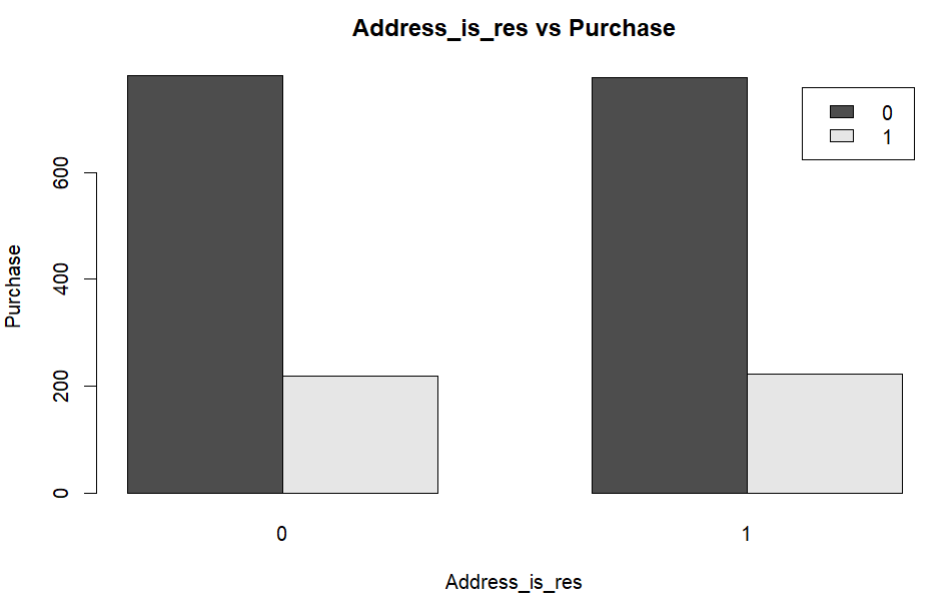 Address_is_res vs Purchase
0
1
Purchase
600
400
200
0
0
1
Address_is_res